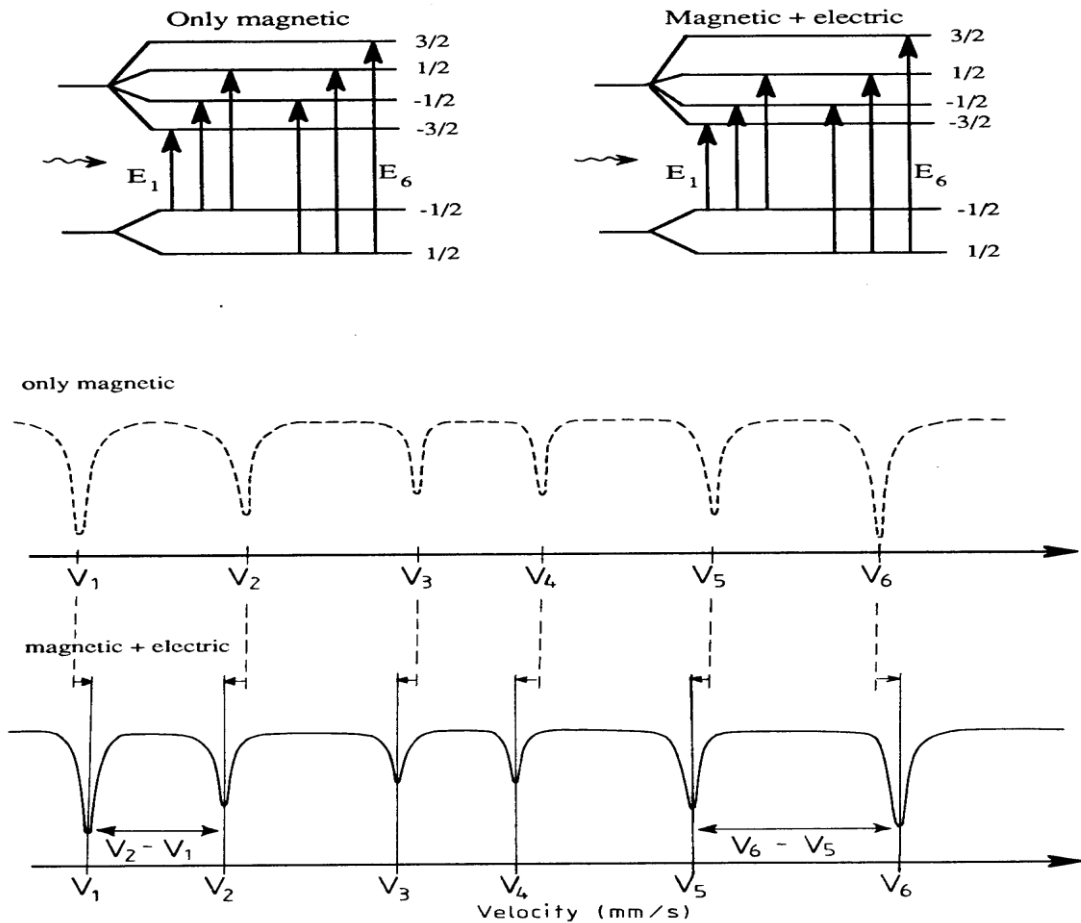 Only magnetic
3/2
1/2
-1/2
-3/2
E1
E6
-1/2
1/2
Magnetic + electric
3/2
1/2
-1/2
-3/2
E1
E6
-1/2
1/2
only magnetic
V1 V2 V3 V4 V5 V6
magnetic + electric
V2 - V1 V6 - V5
V1 V2 V3 V4 V5 V6
Velocity (mm/s)